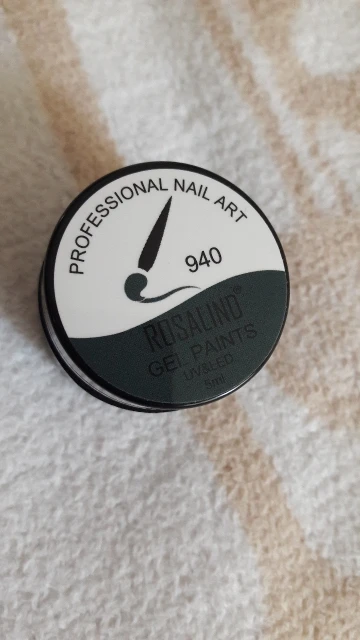 PROFESSIONAL NAIL ART
940
ROSALIND®
GEL PAINTS
UV&LED
5ml